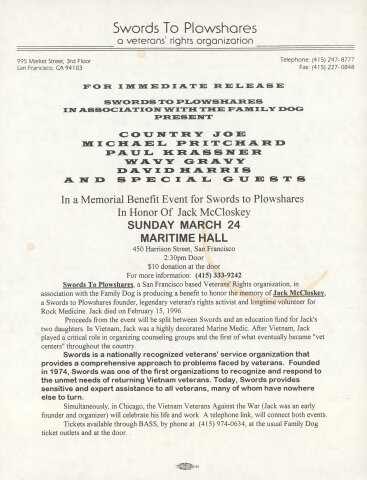 Swords To Plowshares
a veterans' rights organization
995 Market Street, 3rd Floor
San Francisco, CA 94103
Telephone: (415) 247-8777
Fax: (415) 227-0848
FOR IMMEDIATE RELEASE
SWORDS TO PLOWSHARES
IN ASSOCIATION WITH THE FAMILY DOG
PRESENT
COUNTRY JOE
MICHAEL PRITCHARD
PAUL KRASSNER
WAVY GRAVY
DAVID HARRIS
AND SPECIAL GUESTS
In a Memorial Benefit Event for Swords to Plowshares
In Honor Of Jack McCloskey
SUNDAY MARCH 24
MARITIME HALL
450 Harrison Street, San Francisco
2:30pm Door
$10 donation at the door
For more information: (415) 333-9242
Swords To Plowshares, a San Francisco based Veterans' Rights organization, in
association with the Family Dog is producing a benefit to honor the memory of Jack McCloskey,
a Swords to Plowshares founder, legendary veteran's rights activist and longtime volunteer for
Rock Medicine. Jack died on February 15, 1996.
Proceeds from the event will be split between Swords and an education fund for Jack's
two daughters. In Vietnam, Jack was a highly decorated Marine Medic. After Vietnam, Jack
played a critical role in organizing counseling groups and the first of what eventually became "vet
centers" throughout the country.
Swords is a nationally recognized veterans' service organization that
provides a comprehensive approach to problems faced by veterans. Founded
in 1974, Swords was one of the first organizations to recognize and respond to
the unmet needs of returning Vietnam veterans. Today, Swords provides
sensitive and expert assistance to all veterans, many of whom have nowhere
else to turn.
Simultaneously, in Chicago, the Vietnam Veterans Against the War (Jack was an early
founder and organizer) will celebrate his life and work. A telephone link, will connect both events.
Tickets available through BASS, by phone at (415) 974-0634, at the usual Family Dog
ticket outlets and at the door. .